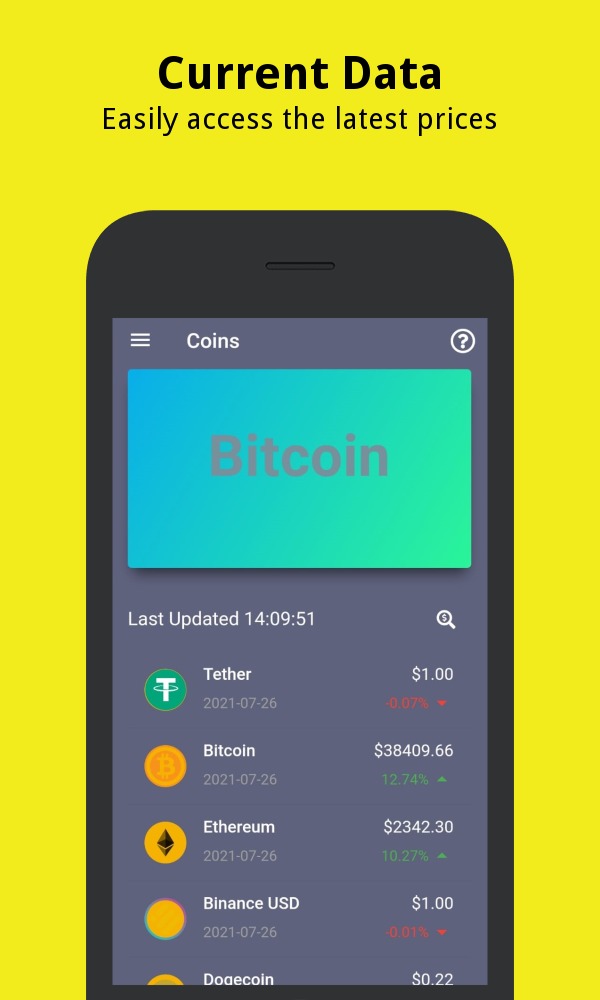 Current Data
Easily access the latest prices
Coins
Bitcoin
Last Updated 14:09:51
Tether $1.00
2021-07-26 -0.07%
Bitcoin $38409.66
2021-07-26 12.74%
Ethereum $2342.30
2021-07-26 10.27%
Binance USD $1.00
2021-07-26 -0.01%
Dogecoin $0.22